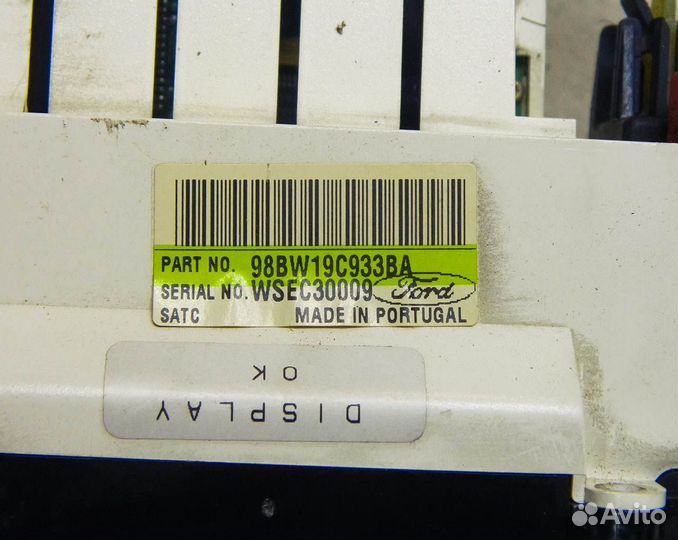 PART NO. 98BW19C933BA
SERIAL NO. WSEC30009 Ford
SATC MADE IN PORTUGAL
DISPLAY
OK
Avito